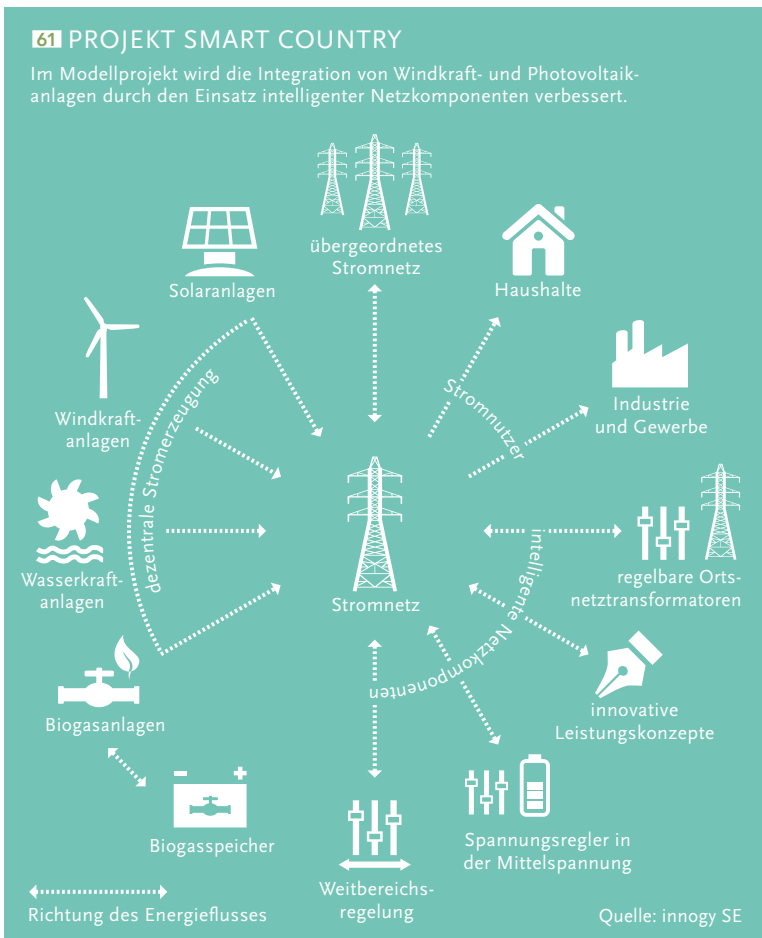 61 PROJEKT SMART COUNTRY
Im Modellprojekt wird die Integration von Windkraft- und Photovoltaik-
anlagen durch den Einsatz intelligenter Netzkomponenten verbessert.
übergeordnetes
Stromnetz
Solaranlagen
Haushalte
Windkraft-
anlagen
Industrie
und Gewerbe
dezentrale Stromerzeugung
Stromnutzer
Wasserkraft-
anlagen
Stromnetz
intelligente Netzkomponenten
regelbare Orts-
netztransformatoren
Biogasanlagen
innovative
Leistungskonzepte
Biogasspeicher
Spannungsregler in
der Mittelspannung
Weitbereichs-
regelung
Richtung des Energieflusses
Quelle: innogy SE